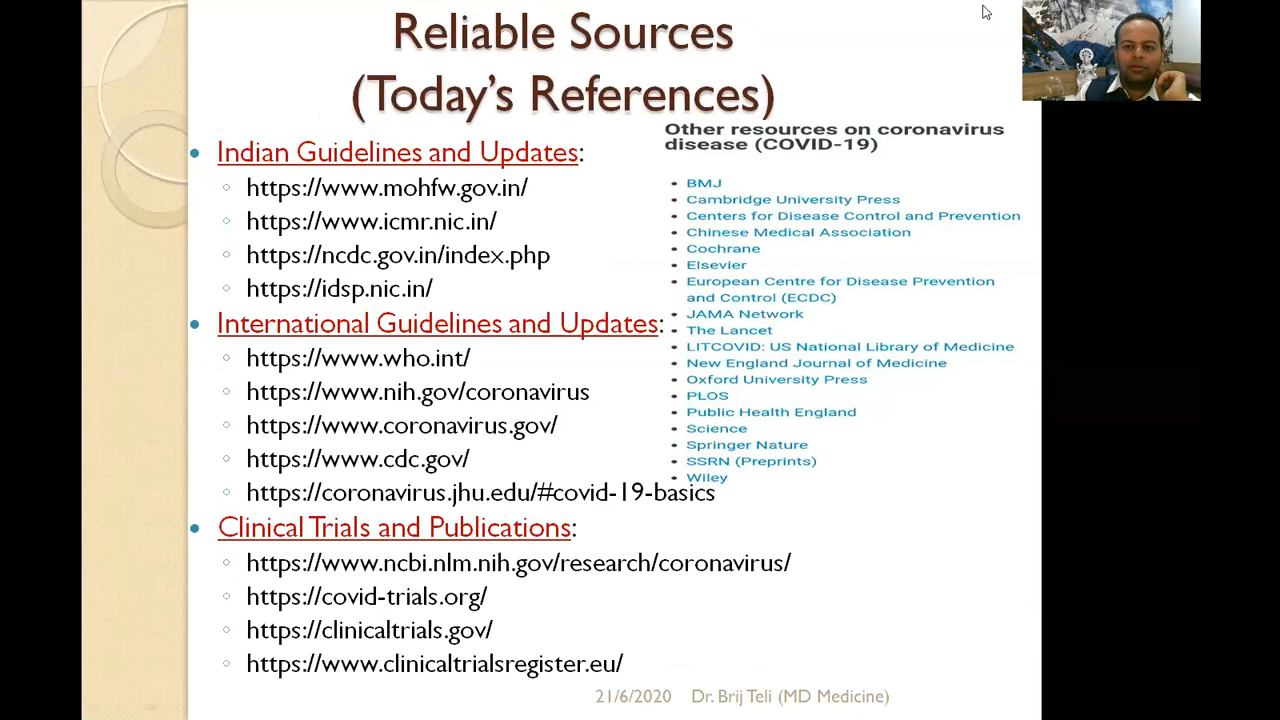 Reliable Sources
(Today's References)
Indian Guidelines and Updates:
https://www.mohfw.gov.in/
https://www.icmr.nic.in/
https://ncdc.gov.in/index.php
https://idsp.nic.in/
International Guidelines and Updates:
https://www.who.int/
https://www.nih.gov/coronavirus
https://www.coronavirus.gov/
https://www.cdc.gov/
https://coronavirus.jhu.edu/#covid-19-basics
Clinical Trials and Publications:
https://www.ncbi.nlm.nih.gov/research/coronavirus/
https://covid-trials.org/
https://clinicaltrials.gov/
https://www.clinicaltrialsregister.eu/
Other resources on coronavirus
disease (COVID-19)
BMJ
Cambridge University Press
Centers for Disease Control and Prevention
Chinese Medical Association
Cochrane
Elsevier
European Centre for Disease Prevention
and Control (ECDC)
JAMA Network
The Lancet
LITCOVID: US National Library of Medicine
New England Journal of Medicine
Oxford University Press
PLOS
Public Health England
Science
Springer Nature
SSRN (Preprints)
Wiley
21/6/2020 Dr. Brij Teli (MD Medicine)